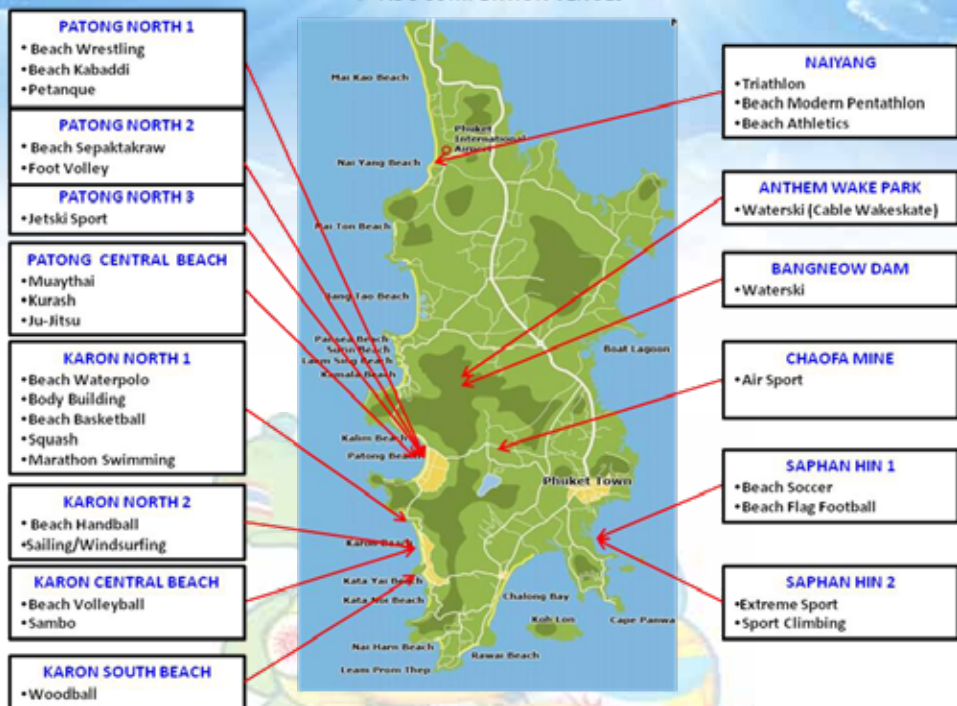 PATONG NORTH 1
• Beach Wrestling
•Beach Kabaddi
•Petanque
PATONG NORTH 2
• Beach Sepaktakraw
•Foot Volley
PATONG NORTH 3
•Jetski Sport
PATONG CENTRAL BEACH
•Muaythai
•Kurash
•Ju-Jitsu
KARON NORTH 1
•Beach Waterpolo
•Body Building
•Beach Basketball
•Squash
•Marathon Swimming
KARON NORTH 2
• Beach Handball
•Sailing/Windsurfing
KARON CENTRAL BEACH
•Beach Volleyball
•Sambo
KARON SOUTH BEACH
•Woodball
Mai Kao Beach
Phuket
International
Airport
Nai Yang Beach
Nai Ton Beach
Bang Tao Beach
Pansea Beach
Surin Beach
Laem Sing Beach
Kamala Beach
Boat Lagoon
Kalim Beach
Patong Beach
Phuket Town
Karon Beach
Kata Yai Beach
Kata Noi Beach
Chalong Bay
Koh Lon
Cape Panwa
Nai Harn Beach
Rawai Beach
Leam Prom Thep
NAIYANG
•Triathlon
•Beach Modern Pentathlon
•Beach Athletics
ANTHEM WAKE PARK
•Waterski (Cable Wakeskate)
BANGNEOW DAM
•Waterski
CHAOFA MINE
•Air Sport
SAPHAN HIN 1
•Beach Soccer
•Beach Flag Football
SAPHAN HIN 2
•Extreme Sport
•Sport Climbing